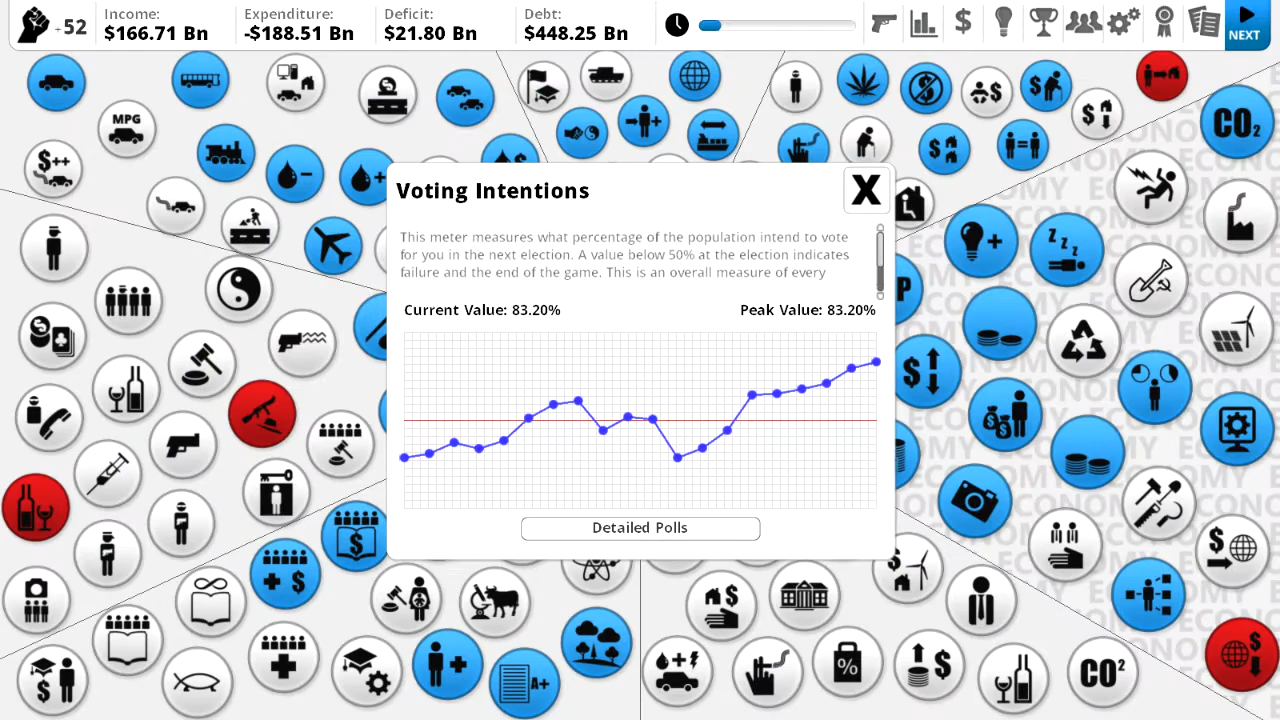 Income: Expenditure: Deficit: Debt:
+52 $166.71 Bn -$188.51 Bn $21.80 Bn $448.25 Bn
NEXT
MPG
$++
CO₂
Voting Intentions X
This meter measures what percentage of the population intend to vote
for you in the next election. A value below 50% at the election indicates
failure and the end of the game. This is an overall measure of every
Current Value: 83.20% Peak Value: 83.20%
Detailed Polls
ECONOMY
A+
CO²